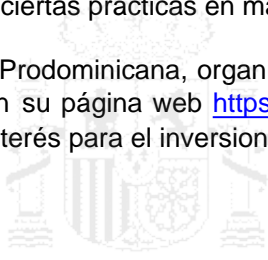 ciertas prácticas en ma
Prodominicana, organ
n su página web https
terés para el inversion